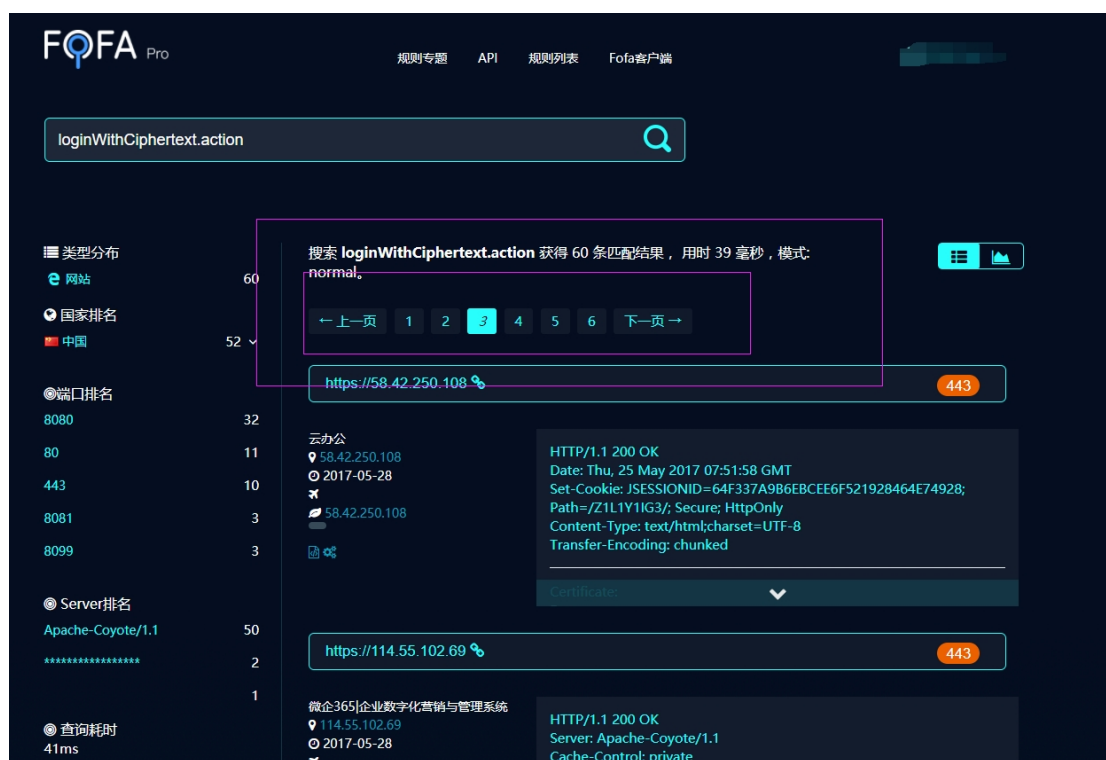 FOFA Pro
规则专题 API 规则列表 Fofa客户端
loginWithCiphertext.action
类型分布
网站 60
国家排名
中国 52
端口排名
8080 32
80 11
443 10
8081 3
8099 3
Server排名
Apache-Coyote/1.1 50
***************** 2
1
查询耗时
41ms
搜索 loginWithCiphertext.action 获得 60 条匹配结果 ，用时 39 毫秒 , 模式:
normal。
←上一页 1 2 3 4 5 6 下一页→
https://58.42.250.108 443
云办公
58.42.250.108
2017-05-28
58.42.250.108
HTTP/1.1 200 OK
Date: Thu, 25 May 2017 07:51:58 GMT
Set-Cookie: JSESSIONID=64F337A9B6EBCEE6F521928464E74928;
Path=/Z1L1Y1IG3/; Secure; HttpOnly
Content-Type: text/html;charset=UTF-8
Transfer-Encoding: chunked
Certificate:
https://114.55.102.69 443
微企365|企业数字化营销与管理系统
114.55.102.69
2017-05-28
HTTP/1.1 200 OK
Server: Apache-Coyote/1.1
Cache-Control: private